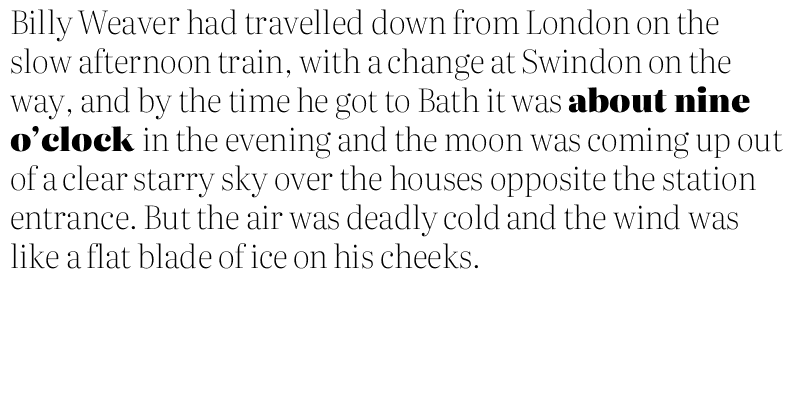 Billy Weaver had travelled down from London on the
slow afternoon train, with a change at Swindon on the
way, and by the time he got to Bath it was about nine
o’clock in the evening and the moon was coming up out
of a clear starry sky over the houses opposite the station
entrance. But the air was deadly cold and the wind was
like a flat blade of ice on his cheeks.